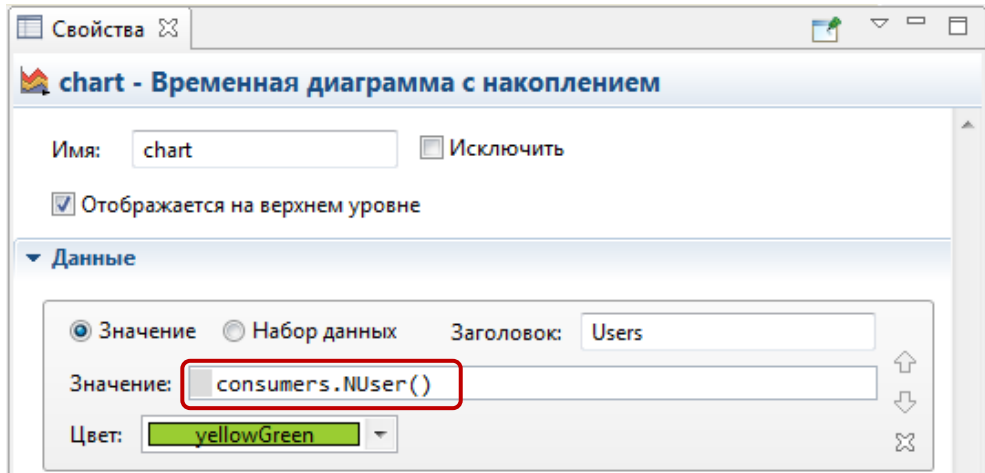 Свойства
chart - Временная диаграмма с накоплением
Имя: chart Исключить
Отображается на верхнем уровне
Данные
Значение Набор данных Заголовок: Users
Значение: consumers.NUser()
Цвет: yellowGreen